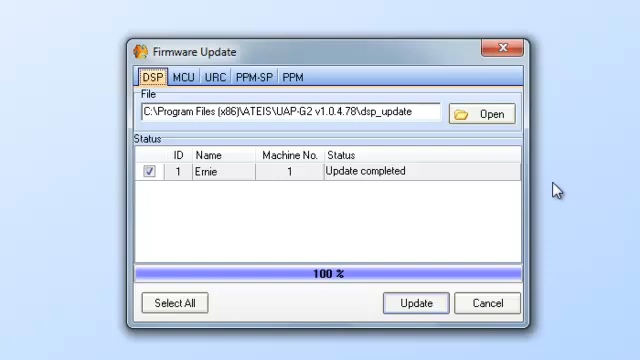 Firmware Update
DSP MCU URC PPM-SP PPM
File
C:\Program Files (x86)\ATEIS\UAP-G2 v1.0.4.78\dsp_update
Open
Status
ID Name Machine No. Status
1 Ernie 1 Update completed
100 %
Select All Update Cancel